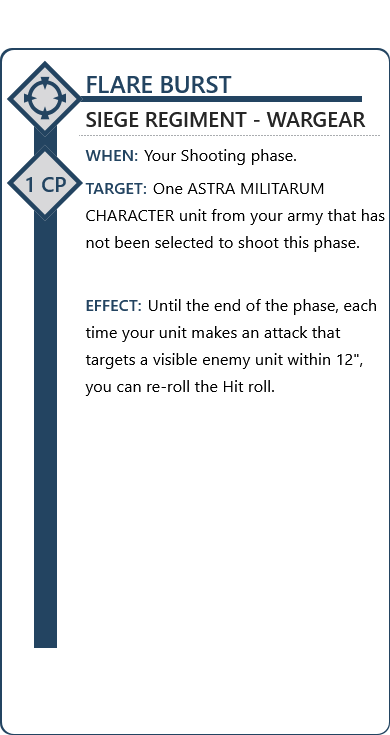 FLARE BURST
SIEGE REGIMENT - WARGEAR
1 CP
WHEN: Your Shooting phase.
TARGET: One ASTRA MILITARUM
CHARACTER unit from your army that has
not been selected to shoot this phase.
EFFECT: Until the end of the phase, each
time your unit makes an attack that
targets a visible enemy unit within 12",
you can re-roll the Hit roll.